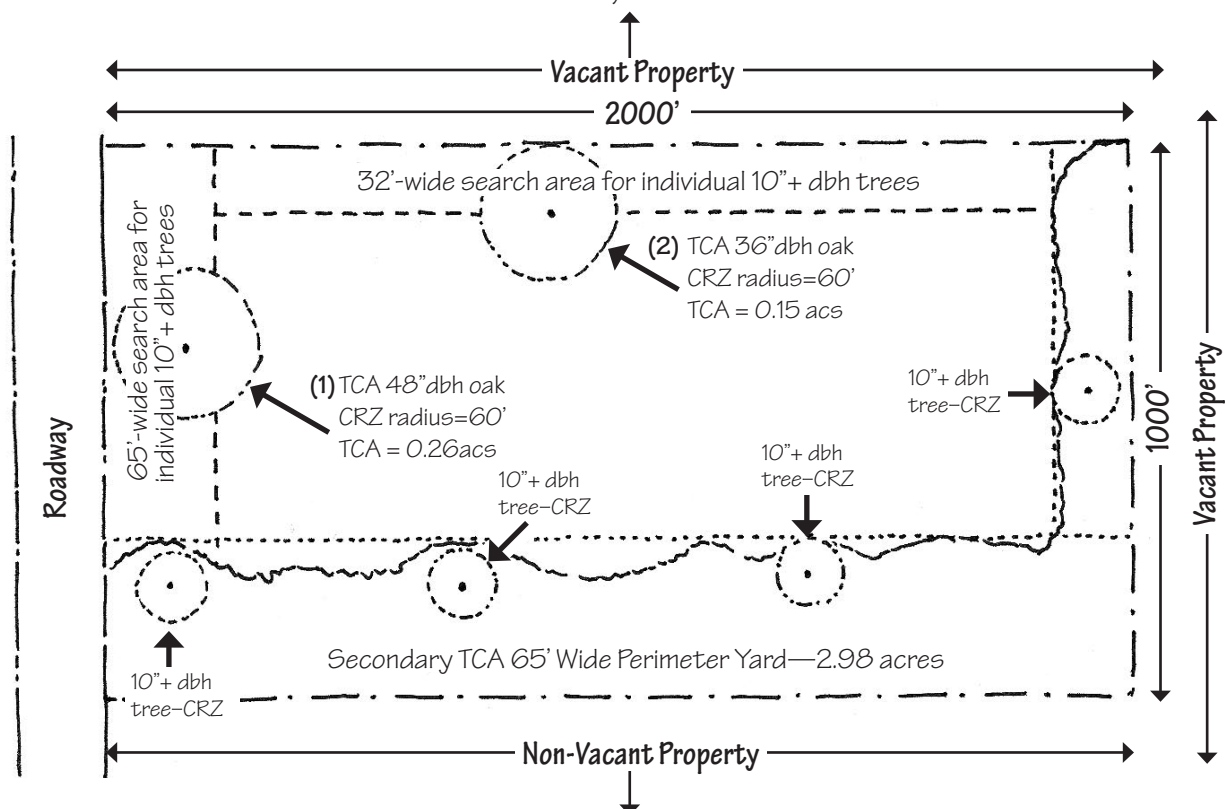 Vacant Property
2000'
32'-wide search area for individual 10"+ dbh trees
65'-wide search area for
individual 10"+ dbh trees
(2) TCA 36"dbh oak
CRZ radius=60'
TCA = 0.15 acs
(1) TCA 48"dbh oak
CRZ radius=60'
TCA = 0.26acs
10"+ dbh
tree-CRZ
10"+ dbh
tree-CRZ
10"+ dbh
tree-CRZ
1000'
Vacant Property
Roadway
Secondary TCA 65' Wide Perimeter Yard—2.98 acres
10"+ dbh
tree-CRZ
Non-Vacant Property